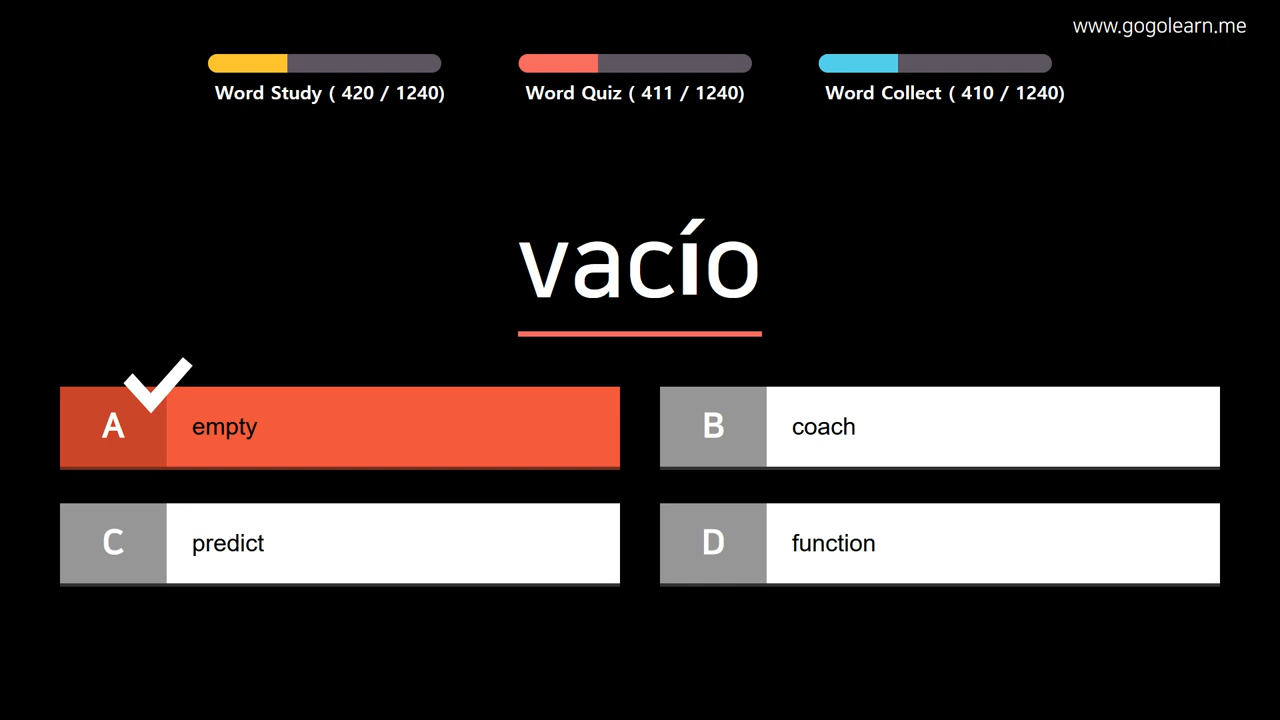 www.gogolearn.me
Word Study ( 420 / 1240)
Word Quiz ( 411 / 1240)
Word Collect ( 410 / 1240)
vacío
A empty
B coach
C predict
D function